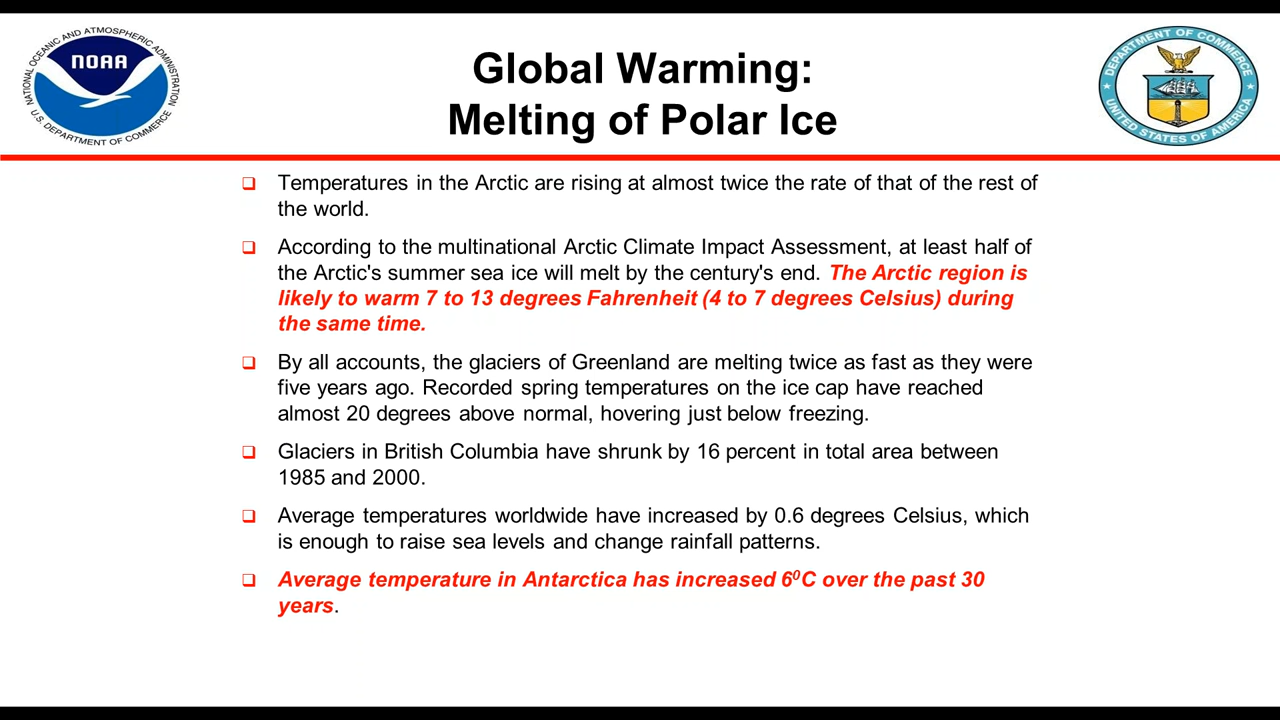 NATIONAL OCEANIC AND ATMOSPHERIC ADMINISTRATION
NOAA
U.S. DEPARTMENT OF COMMERCE
Global Warming:
Melting of Polar Ice
DEPARTMENT OF COMMERCE
UNITED STATES OF AMERICA
Temperatures in the Arctic are rising at almost twice the rate of that of the rest of
the world.
According to the multinational Arctic Climate Impact Assessment, at least half of
the Arctic's summer sea ice will melt by the century's end. The Arctic region is
likely to warm 7 to 13 degrees Fahrenheit (4 to 7 degrees Celsius) during
the same time.
By all accounts, the glaciers of Greenland are melting twice as fast as they were
five years ago. Recorded spring temperatures on the ice cap have reached
almost 20 degrees above normal, hovering just below freezing.
Glaciers in British Columbia have shrunk by 16 percent in total area between
1985 and 2000.
Average temperatures worldwide have increased by 0.6 degrees Celsius, which
is enough to raise sea levels and change rainfall patterns.
Average temperature in Antarctica has increased 6⁰C over the past 30
years.